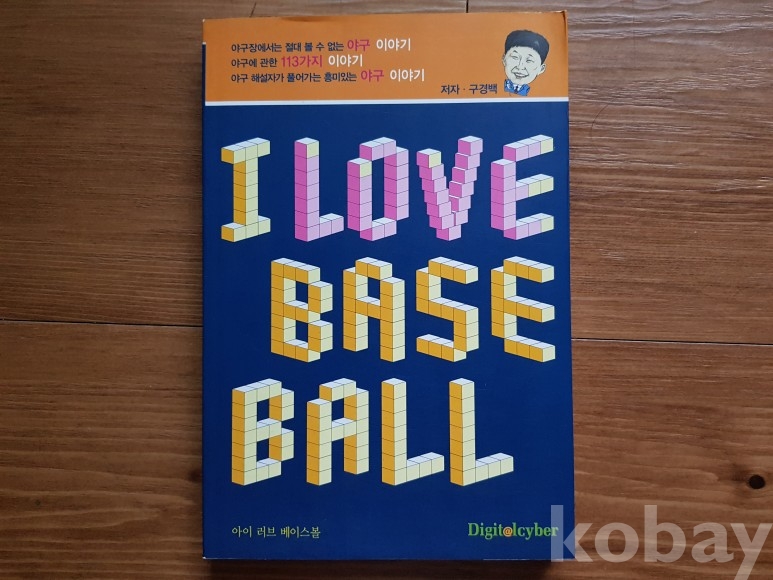 야구장에서는 절대 볼 수 없는 야구 이야기
야구에 관한 113가지 이야기
야구 해설자가 풀어가는 흥미있는 야구 이야기
저자 · 구경백
I LOVE
BASE
BALL
아이 러브 베이스볼
Digit@lcyber
kobay